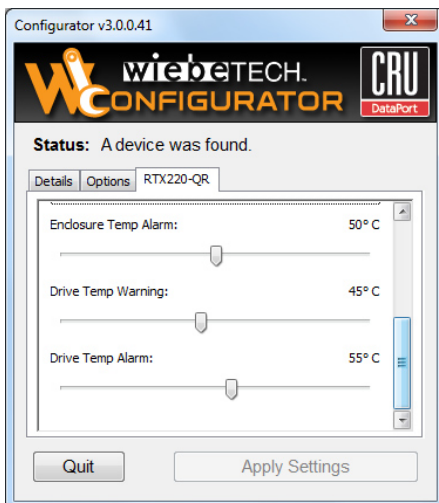 Configurator v3.0.0.41
WiebeTECH.
CONFIGURATOR
CRU
DataPort
Status: A device was found.
Details Options RTX220-QR
Enclosure Temp Alarm: 50° C
Drive Temp Warning: 45° C
Drive Temp Alarm: 55° C
Quit Apply Settings